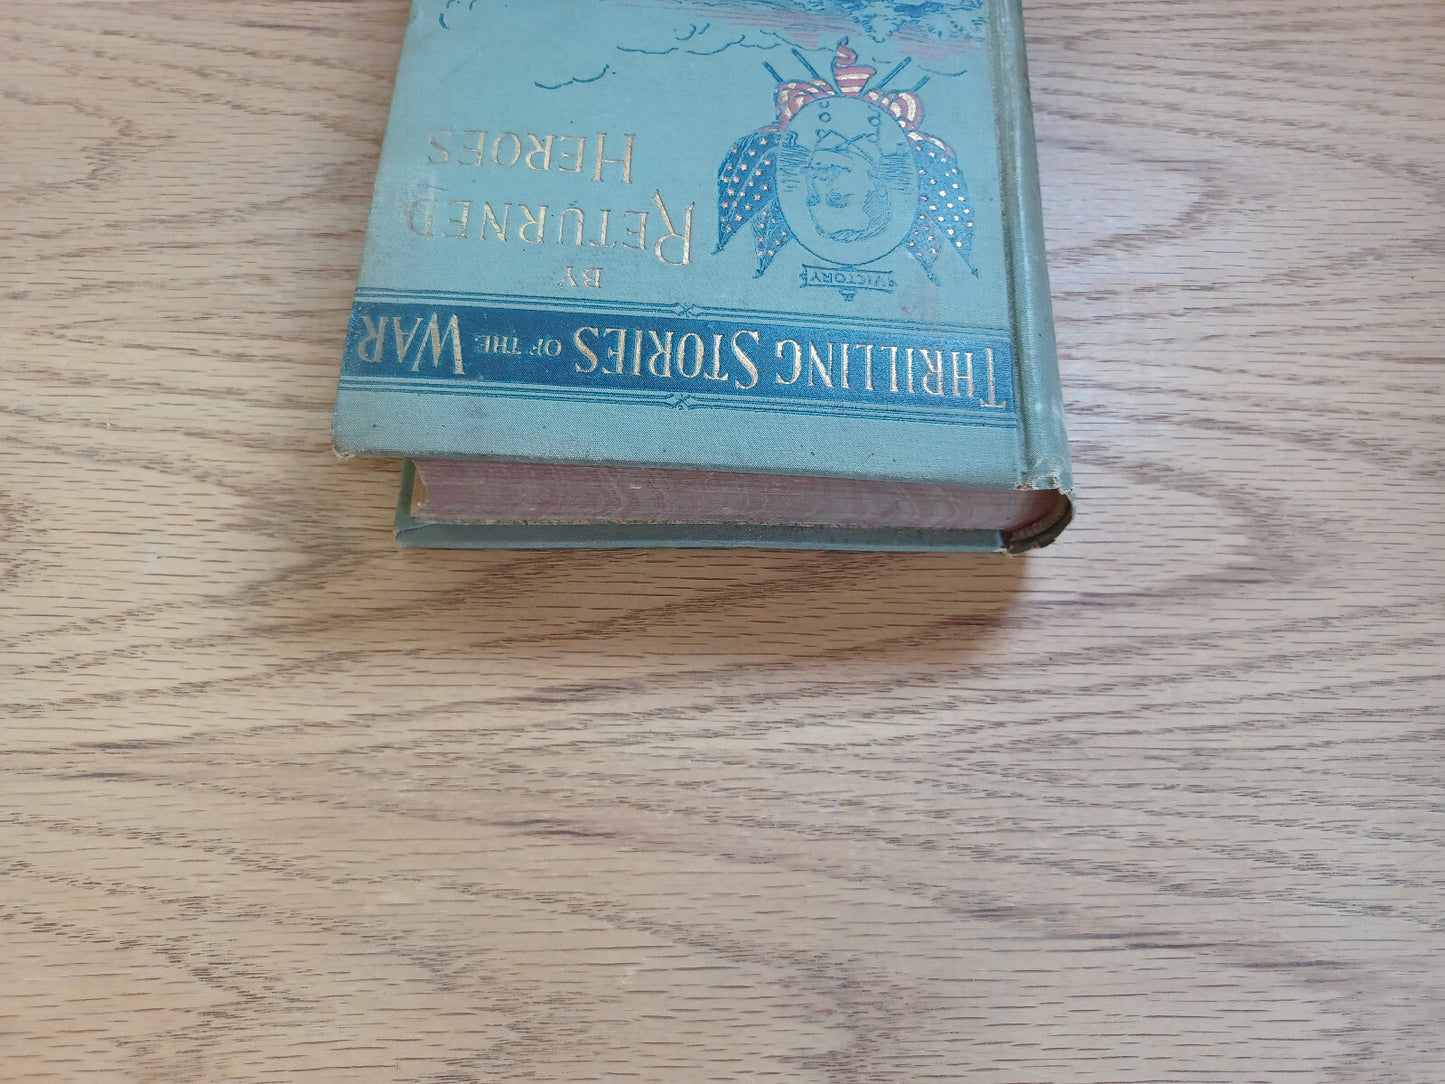 THRILLING STORIES OF THE WAR
BY
RETURNED
HEROES
VICTORY